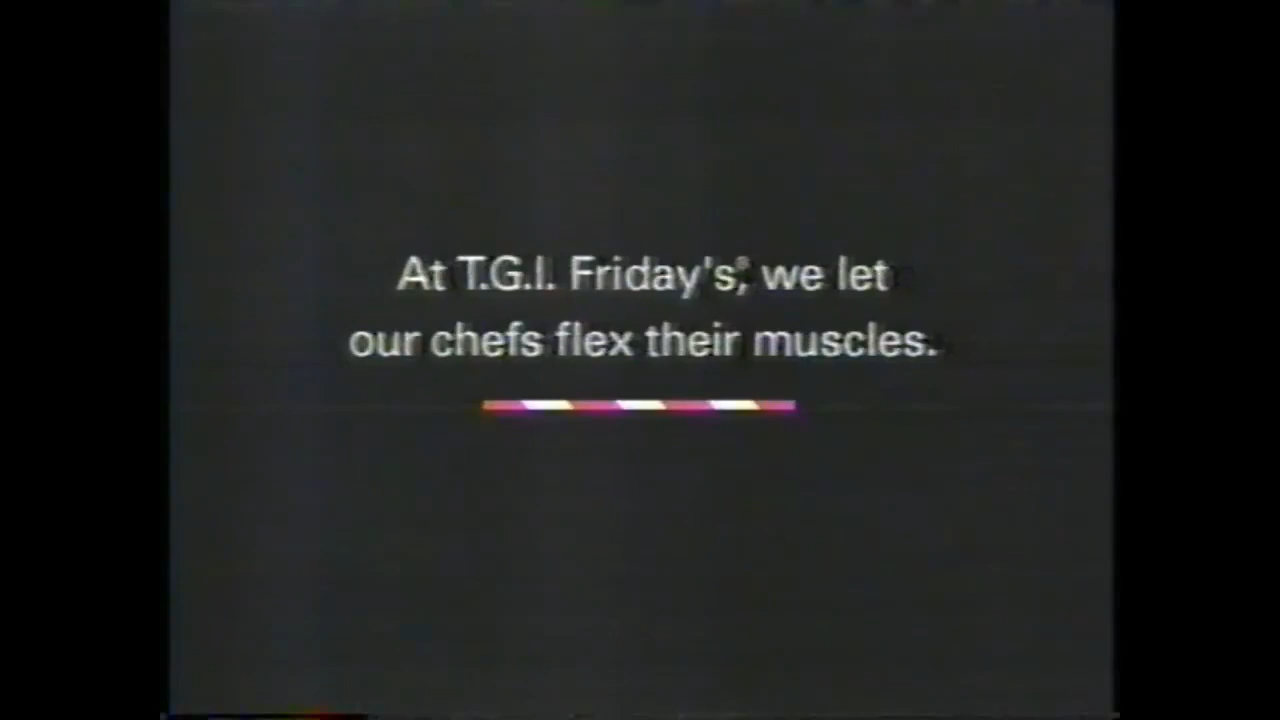 At T.G.I. Friday's®, we let
our chefs flex their muscles.